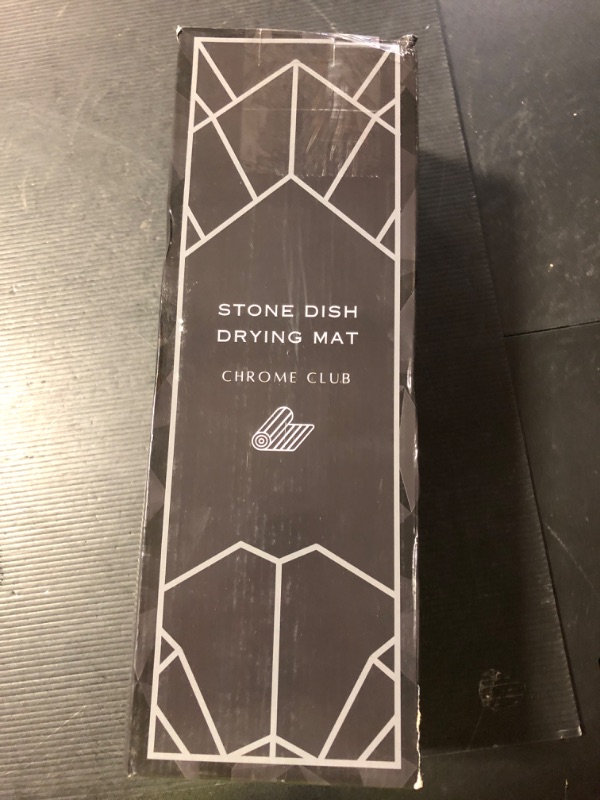 STONE DISH
DRYING MAT
CHROME CLUB